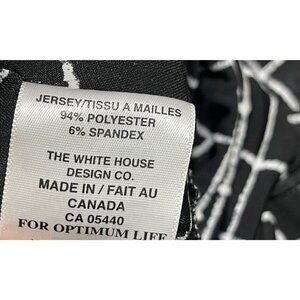 JERSEY/TISSU A MAILLES
94% POLYESTER
6% SPANDEX
THE WHITE HOUSE
DESIGN CO.
MADE IN / FAIT AU
CANADA
CA 05440
FOR OPTIMUM LIFE